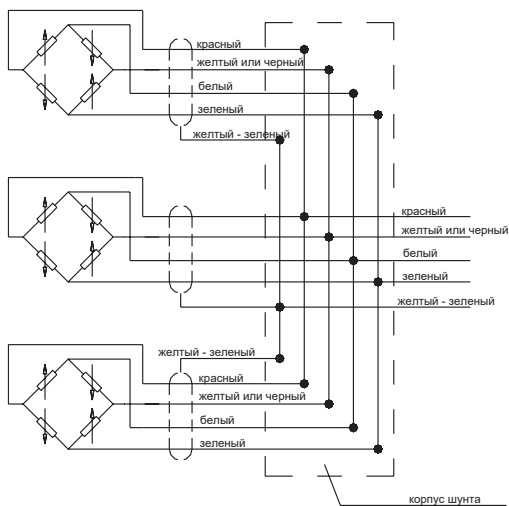 красный
желтый или черный
белый
зеленый
желтый - зеленый
красный
желтый или черный
белый
зеленый
желтый - зеленый
желтый - зеленый
красный
желтый или черный
белый
зеленый
корпус шунта